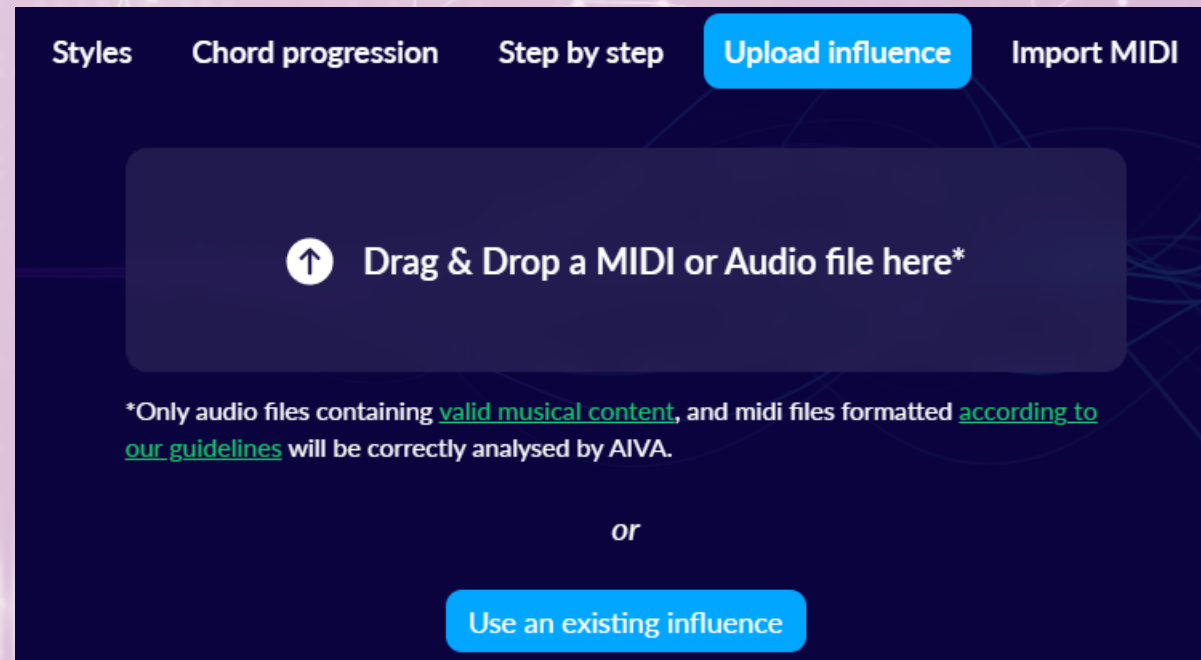 Styles Chord progression Step by step Upload influence Import MIDI
Drag & Drop a MIDI or Audio file here*
*Only audio files containing valid musical content, and midi files formatted according to
our guidelines will be correctly analysed by AIVA.
or
Use an existing influence